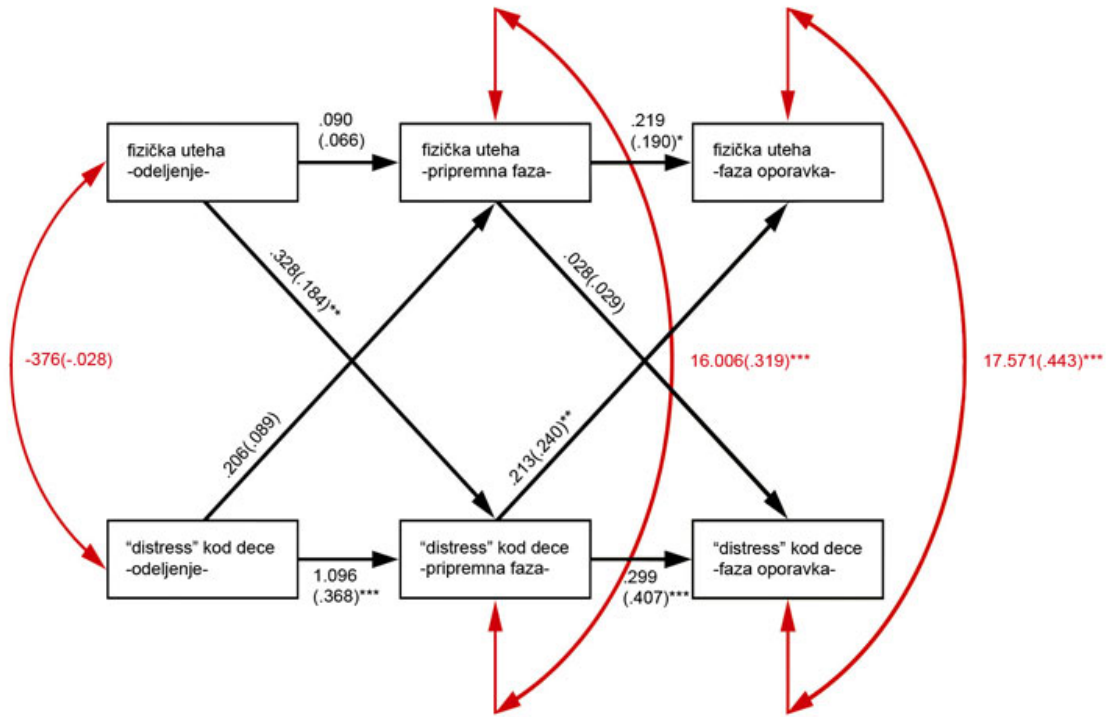 .090
(.066)
.219
(.190)*
fizička uteha
-odeljenje-
fizička uteha
-pripremna faza-
fizička uteha
-faza oporavka-
.328(.184)**
.028(.029)
-376(-.028)
16.006(.319)***
17.571(.443)***
.206(.089)
.213(.240)**
"distress" kod dece
-odeljenje-
"distress" kod dece
-pripremna faza-
"distress" kod dece
-faza oporavka-
1.096
(.368)***
.299
(.407)***